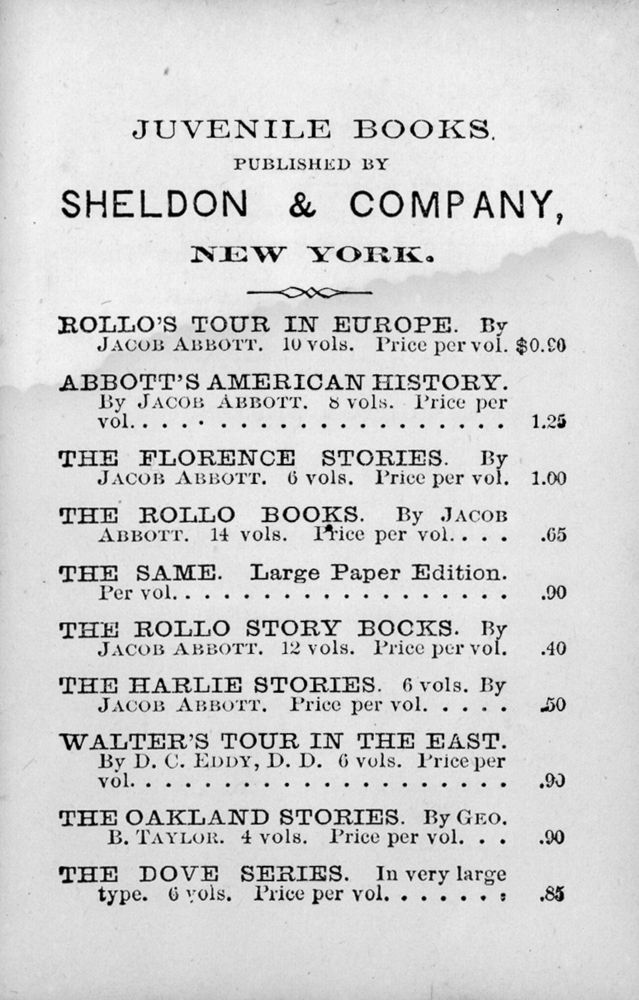 JUVENILE BOOKS.
PUBLISHED BY
SHELDON & COMPANY,
NEW YORK.
ROLLO'S TOUR IN EUROPE. By
JACOB ABBOTT. 10 vols. Price per vol. $0.90
ABBOTT'S AMERICAN HISTORY.
By JACOB ABBOTT. 8 vols. Price per
vol. . . . . . . . . . . . . . . . . . . . 1.25
THE FLORENCE STORIES. By
JACOB ABBOTT. 6 vols. Price per vol. 1.00
THE ROLLO BOOKS. By JACOB
ABBOTT. 14 vols. Price per vol. . . . .65
THE SAME. Large Paper Edition.
Per vol. . . . . . . . . . . . . . . . . . .90
THE ROLLO STORY BOCKS. By
JACOB ABBOTT. 12 vols. Price per vol. .40
THE HARLIE STORIES. 6 vols. By
JACOB ABBOTT. Price per vol. . . . . .50
WALTER'S TOUR IN THE EAST.
By D. C. EDDY, D. D. 6 vols. Price per
vol. . . . . . . . . . . . . . . . . . . . .90
THE OAKLAND STORIES. By GEO.
B. TAYLOR. 4 vols. Price per vol. . . .90
THE DOVE SERIES. In very large
type. 6 vols. Price per vol. . . . . . . .85